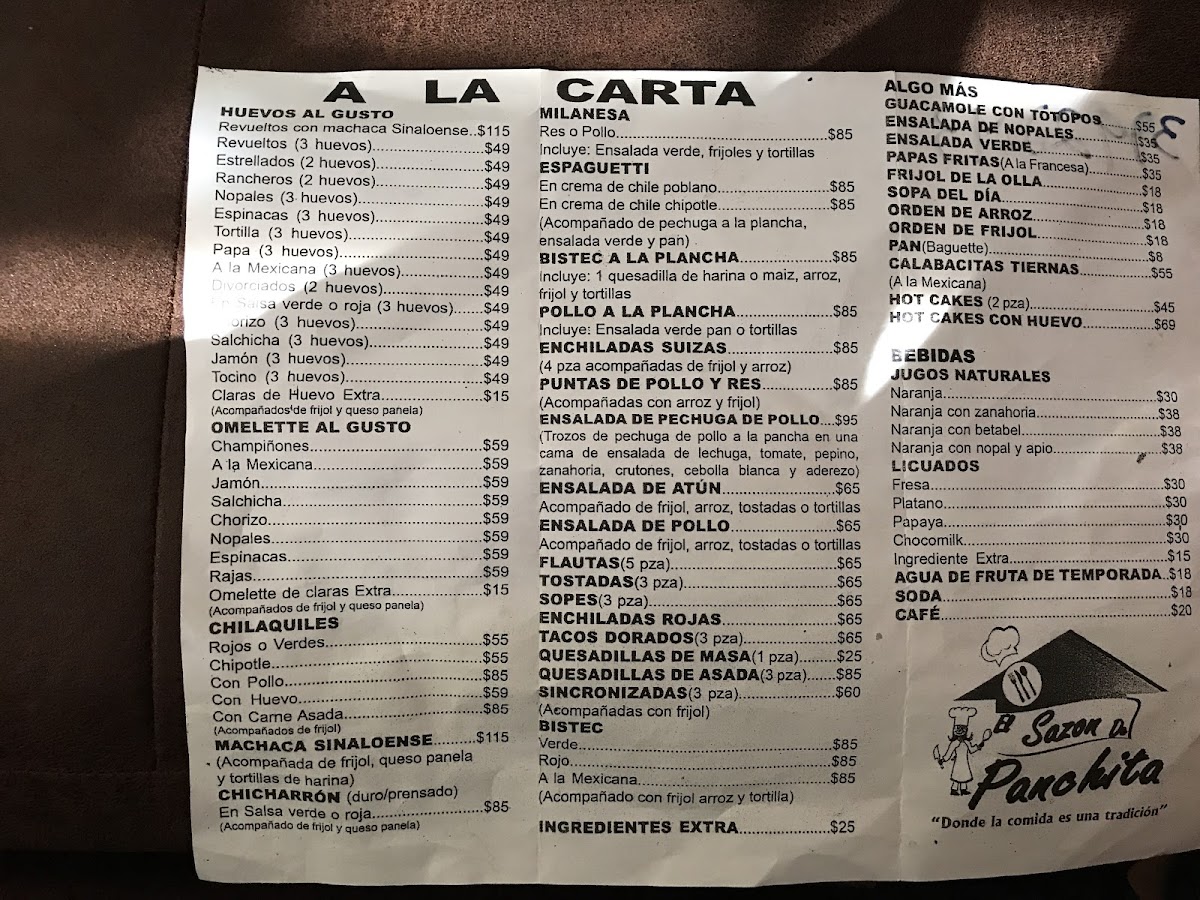 A LA CARTA
HUEVOS AL GUSTO
Revueltos con machaca Sinaloense..$115
Revueltos (3 huevos)..........$49
Estrellados (2 huevos)..........$49
Rancheros (2 huevos)..........$49
Nopales (3 huevos)..........$49
Espinacas (3 huevos)..........$49
Tortilla (3 huevos)..........$49
Papa (3 huevos)..........$49
A la Mexicana (3 huevos)..........$49
Divorciados (2 huevos)..........$49
En Salsa verde o roja (3 huevos)......$49
Chorizo (3 huevos)..........$49
Salchicha (3 huevos)..........$49
Jamón (3 huevos)..........$49
Tocino (3 huevos)..........$49
Claras de Huevo Extra..........$15
(Acompañados de frijol y queso panela)
OMELETTE AL GUSTO
Champiñones..........$59
A la Mexicana..........$59
Jamón..........$59
Salchicha..........$59
Chorizo..........$59
Nopales..........$59
Espinacas..........$59
Rajas..........$59
Omelette de claras Extra..........$15
(Acompañados de frijol y queso panela)
CHILAQUILES
Rojos o Verdes..........$55
Chipotle..........$55
Con Pollo..........$85
Con Huevo..........$59
Con Carne Asada..........$85
(Acompañados de frijol)
MACHACA SINALOENSE..........$115
(Acompañada de frijol, queso panela
y tortillas de harina)
CHICHARRÓN (duro/prensado)
En Salsa verde o roja..........$85
(Acompañado de frijol y queso panela)
MILANESA
Res o Pollo..........$85
Incluye: Ensalada verde, frijoles y tortillas
ESPAGUETTI
En crema de chile poblano..........$85
En crema de chile chipotle..........$85
(Acompañado de pechuga a la plancha,
ensalada verde y pan)
BISTEC A LA PLANCHA..........$85
Incluye: 1 quesadilla de harina o maiz, arroz,
frijol y tortillas
POLLO A LA PLANCHA..........$85
Incluye: Ensalada verde pan o tortillas
ENCHILADAS SUIZAS..........$85
(4 pza acompañadas de frijol y arroz)
PUNTAS DE POLLO Y RES..........$85
(Acompañadas con arroz y frijol)
ENSALADA DE PECHUGA DE POLLO....$95
(Trozos de pechuga de pollo a la pancha en una
cama de ensalada de lechuga, tomate, pepino,
zanahoria, crutones, cebolla blanca y aderezo)
ENSALADA DE ATÚN..........$65
Acompañado de frijol, arroz, tostadas o tortillas
ENSALADA DE POLLO..........$65
Acompañado de frijol, arroz, tostadas o tortillas
FLAUTAS(5 pza)..........$65
TOSTADAS(3 pza)..........$65
SOPES(3 pza)..........$65
ENCHILADAS ROJAS..........$65
TACOS DORADOS(3 pza)..........$65
QUESADILLAS DE MASA(1 pza)........$25
QUESADILLAS DE ASADA(3 pza)......$85
SINCRONIZADAS(3 pza)..........$60
(Acompañadas con frijol)
BISTEC
Verde..........$85
Rojo..........$85
A la Mexicana..........$85
(Acompañado con frijol arroz y tortilla)
INGREDIENTES EXTRA..........$25
ALGO MÁS
GUACAMOLE CON TOTOPOS........$55
ENSALADA DE NOPALES..........$35
ENSALADA VERDE..........$35
PAPAS FRITAS(A la Francesa)..........$35
FRIJOL DE LA OLLA..........$18
SOPA DEL DÍA..........$18
ORDEN DE ARROZ..........$18
ORDEN DE FRIJOL..........$18
PAN(Baguette)..........$8
CALABACITAS TIERNAS..........$55
(A la Mexicana)
HOT CAKES (2 pza)..........$45
HOT CAKES CON HUEVO..........$69
BEBIDAS
JUGOS NATURALES
Naranja..........$30
Naranja con zanahoria..........$38
Naranja con betabel..........$38
Naranja con nopal y apio..........$38
LICUADOS
Fresa..........$30
Platano..........$30
Papaya..........$30
Chocomilk..........$30
Ingrediente Extra..........$15
AGUA DE FRUTA DE TEMPORADA..$18
SODA..........$18
CAFÉ..........$20
El Sazon De
Panchita
"Donde la comida es una tradición"